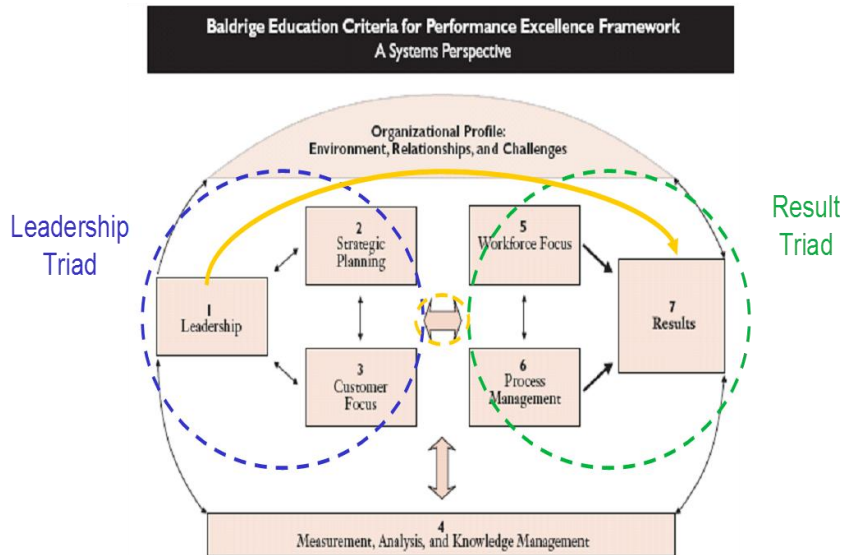 Baldrige Education Criteria for Performance Excellence Framework
A Systems Perspective
Organizational Profile:
Environment, Relationships, and Challenges
Leadership
Triad
Result
Triad
2
Strategic
Planning
5
Workforce Focus
1
Leadership
7
Results
3
Customer
Focus
6
Process
Management
4
Measurement, Analysis, and Knowledge Management